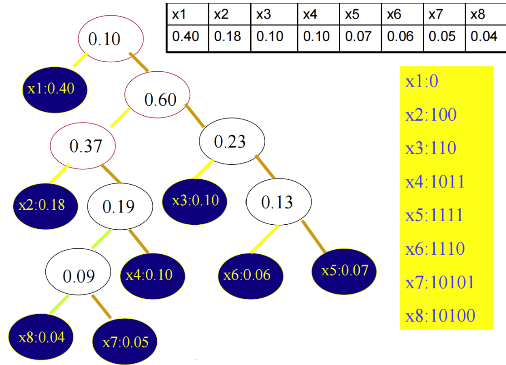 x1 x2 x3 x4 x5 x6 x7 x8
0.40 0.18 0.10 0.10 0.07 0.06 0.05 0.04
0.10
x1:0.40
0.60
0.37
0.23
x2:0.18
0.19
x3:0.10
0.13
0.09
x4:0.10
x6:0.06
x5:0.07
x8:0.04
x7:0.05
x1:0
x2:100
x3:110
x4:1011
x5:1111
x6:1110
x7:10101
x8:10100